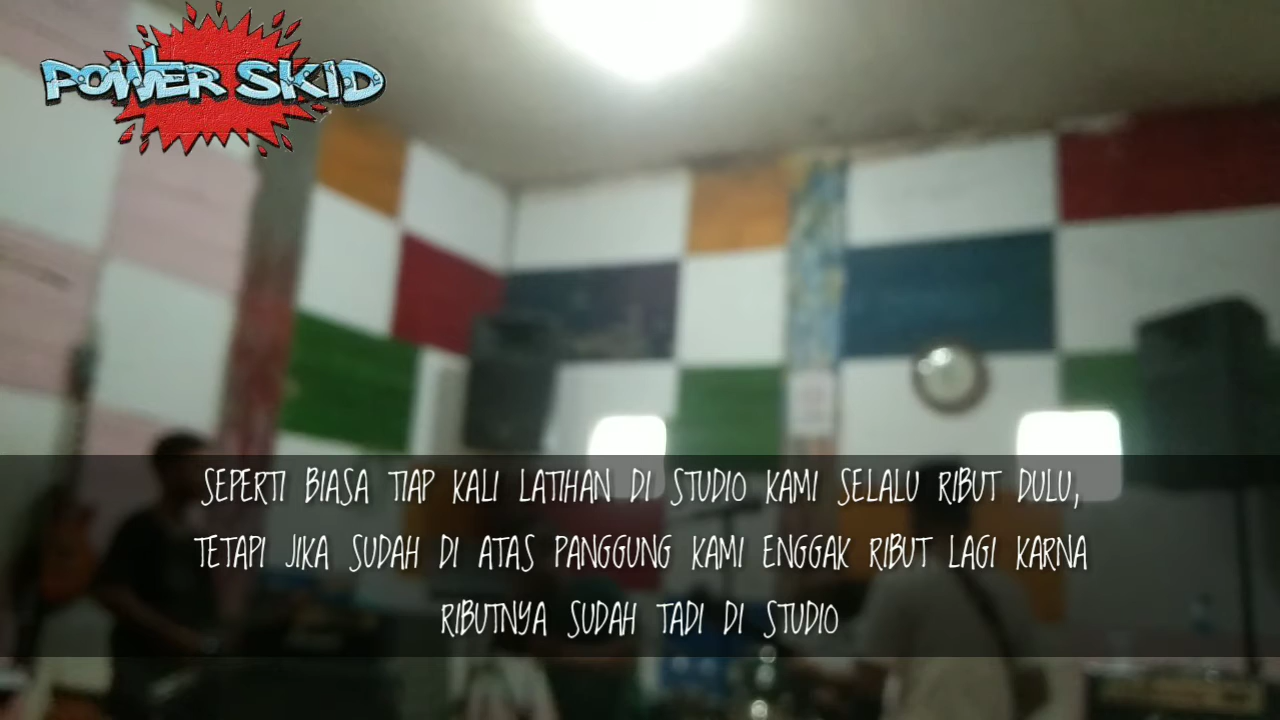 POWER SKID
SEPERTI BIASA TIAP KALI LATIHAN DI STUDIO KAMI SELALU RIBUT DULU,
TETAPI JIKA SUDAH DI ATAS PANGGUNG KAMI ENGGAK RIBUT LAGI KARNA
RIBUTNYA SUDAH TADI DI STUDIO